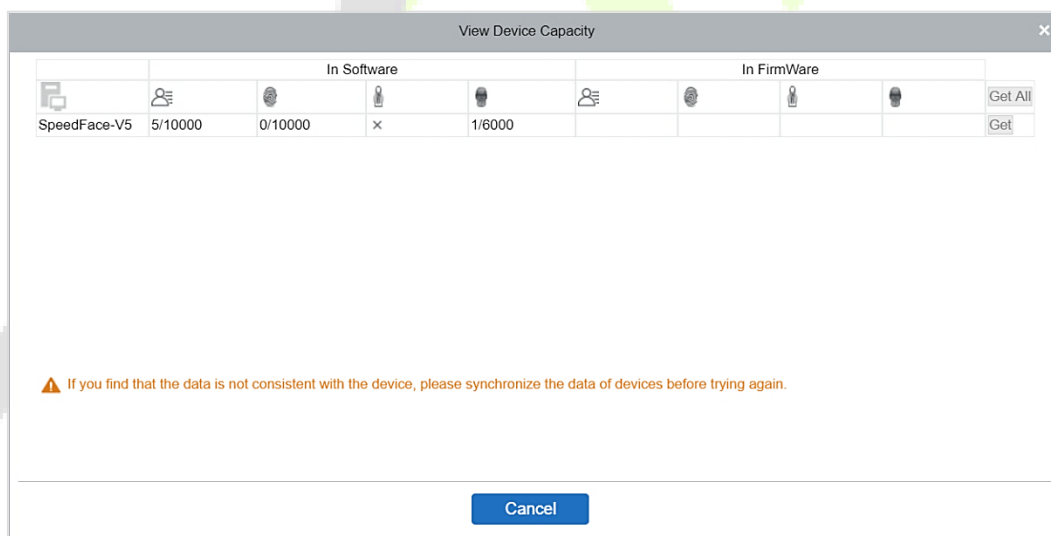 View Device Capacity
×
In Software In FirmWare
Get All
SpeedFace-V5 5/10000 0/10000 × 1/6000 Get
If you find that the data is not consistent with the device, please synchronize the data of devices before trying again.
Cancel